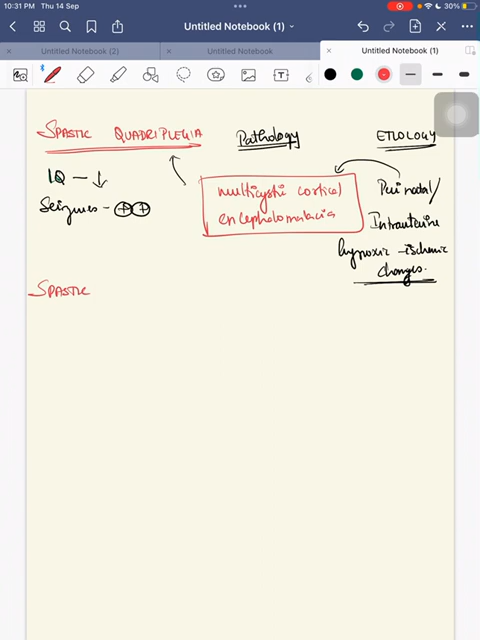 10:31 PM Thu 14 Sep
30%
Untitled Notebook (1)
Untitled Notebook (2)
Untitled Notebook
Untitled Notebook (1)
SPASTIC QUADRIPLEGIA
Pathology
ETIOLOGY
IQ — ↓
Seizures - ++
multicystic cortical
encephalomalacia
Peri natal/
Intrauterine
hypoxic - ischemic
changes.
SPASTIC